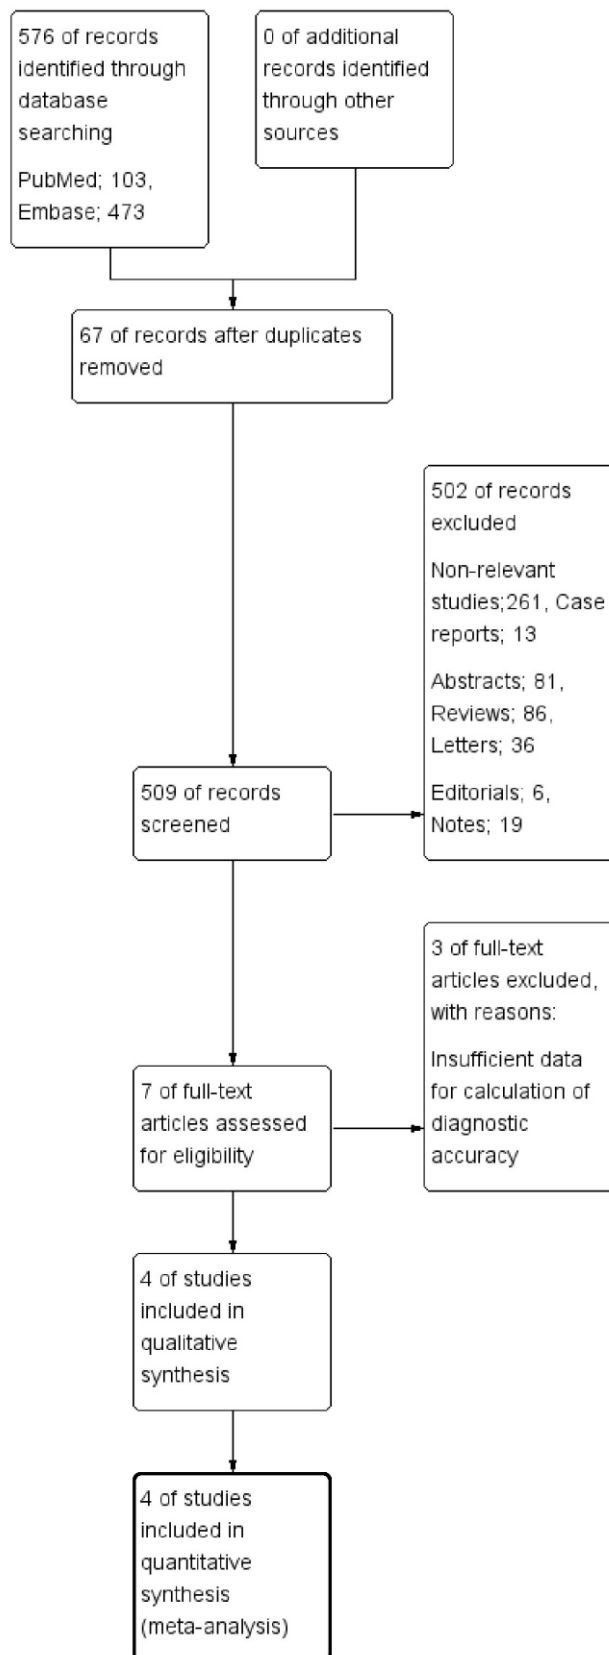 576 of records
identified through
database
searching
PubMed; 103,
Embase; 473
0 of additional
records identified
through other
sources
67 of records after duplicates
removed
502 of records
excluded
Non-relevant
studies;261, Case
reports; 13
Abstracts; 81,
Reviews; 86,
Letters; 36
Editorials; 6,
Notes; 19
509 of records
screened
3 of full-text
articles excluded,
with reasons:
Insufficient data
for calculation of
diagnostic
accuracy
7 of full-text
articles assessed
for eligibility
4 of studies
included in
qualitative
synthesis
4 of studies
included in
quantitative
synthesis
(meta-analysis)